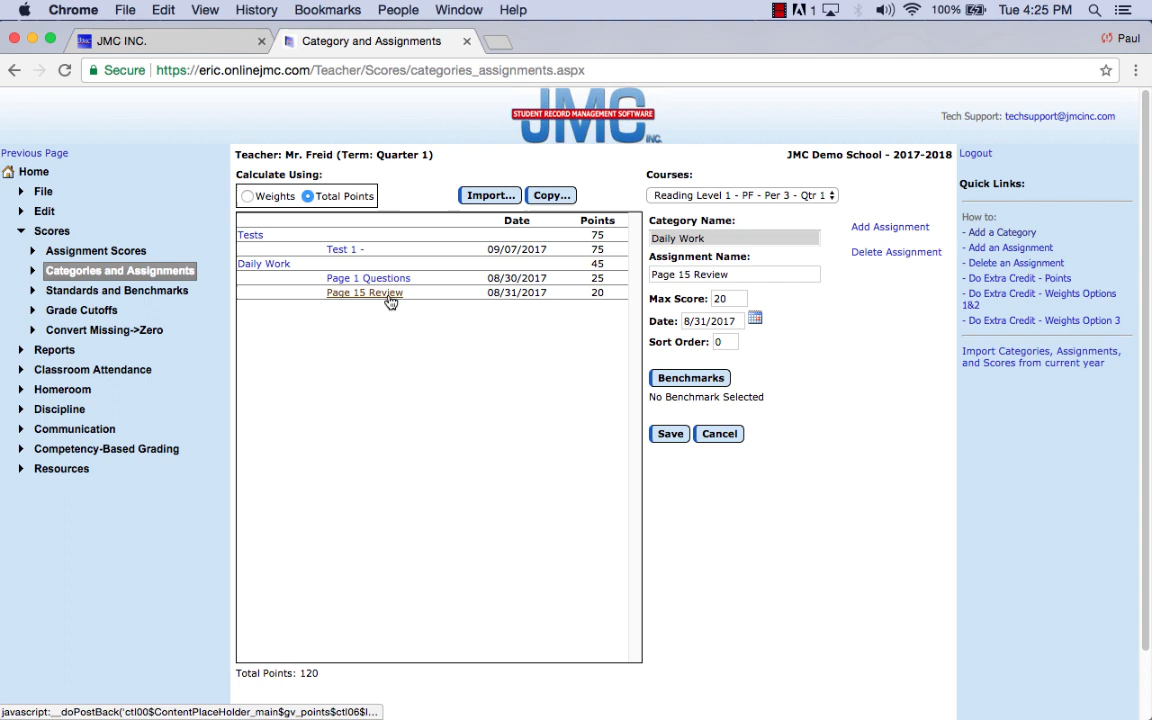 Chrome File Edit View History Bookmarks People Window Help 1 100% Tue 4:25 PM
JMC INC. Category and Assignments Paul
Secure https://eric.onlinejmc.com/Teacher/Scores/categories_assignments.aspx
JMC
STUDENT RECORD MANAGEMENT SOFTWARE
INC.
Tech Support: techsupport@jmcinc.com
Previous Page
Home
File
Edit
Scores
Assignment Scores
Categories and Assignments
Standards and Benchmarks
Grade Cutoffs
Convert Missing->Zero
Reports
Classroom Attendance
Homeroom
Discipline
Communication
Competency-Based Grading
Resources
Teacher: Mr. Freid (Term: Quarter 1) JMC Demo School - 2017-2018
Calculate Using:
Weights Total Points Import... Copy...
Date Points
Tests 75
Test 1 - 09/07/2017 75
Daily Work 45
Page 1 Questions 08/30/2017 25
Page 15 Review 08/31/2017 20
Total Points: 120
Courses:
Reading Level 1 - PF - Per 3 - Qtr 1
Category Name:
Daily Work
Assignment Name:
Page 15 Review
Max Score: 20
Date: 8/31/2017
Sort Order: 0
Benchmarks
No Benchmark Selected
Save Cancel
Add Assignment
Delete Assignment
Logout
Quick Links:
How to:
- Add a Category
- Add an Assignment
- Delete an Assignment
- Do Extra Credit - Points
- Do Extra Credit - Weights Options
1&2
- Do Extra Credit - Weights Option 3
Import Categories, Assignments,
and Scores from current year
javascript:__doPostBack('ctl00$ContentPlaceHolder_main$gv_points$ctl06$l...